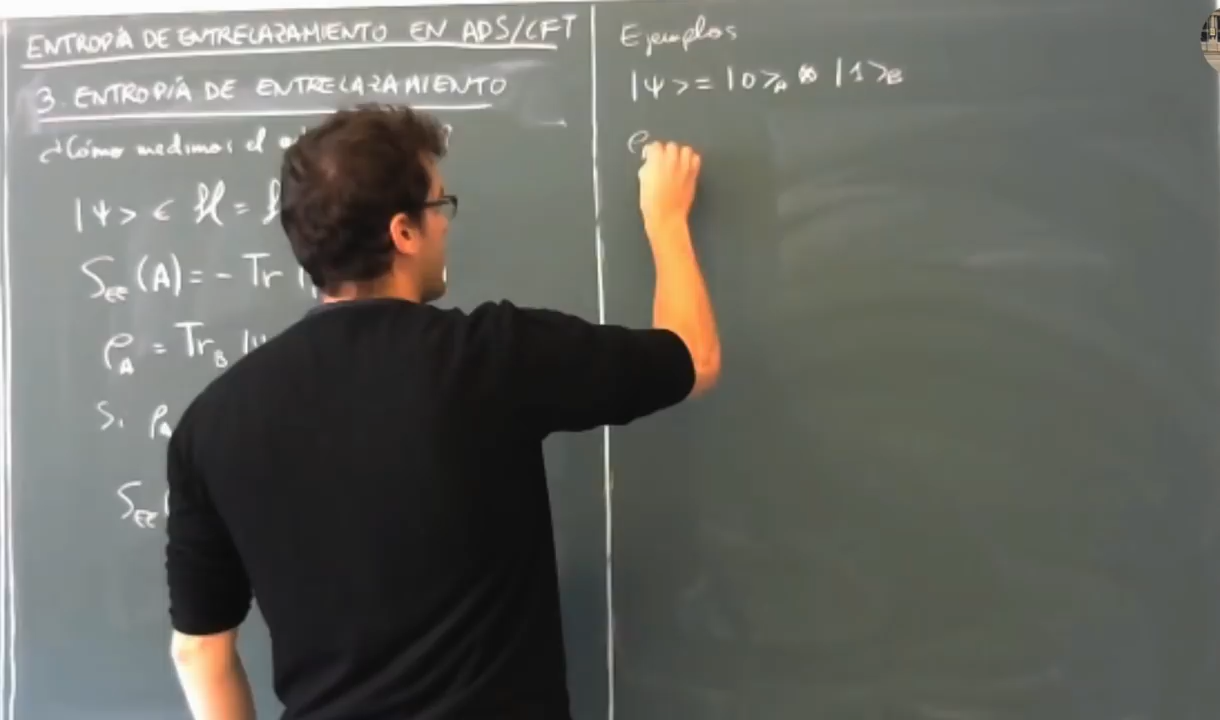 ENTROPÍA DE ENTRELAZAMIENTO EN ADS/CFT
3. ENTROPÍA DE ENTRELAZAMIENTO
¿Cómo medimos el ?
|ψ> ∈ ℋ =
S_EE (A) = - Tr
ρ_A = Tr_B |ψ
S. ρ_A
S_EE (
Ejemplos
|ψ> = |0>_A ⊗ |1>_B
ρ